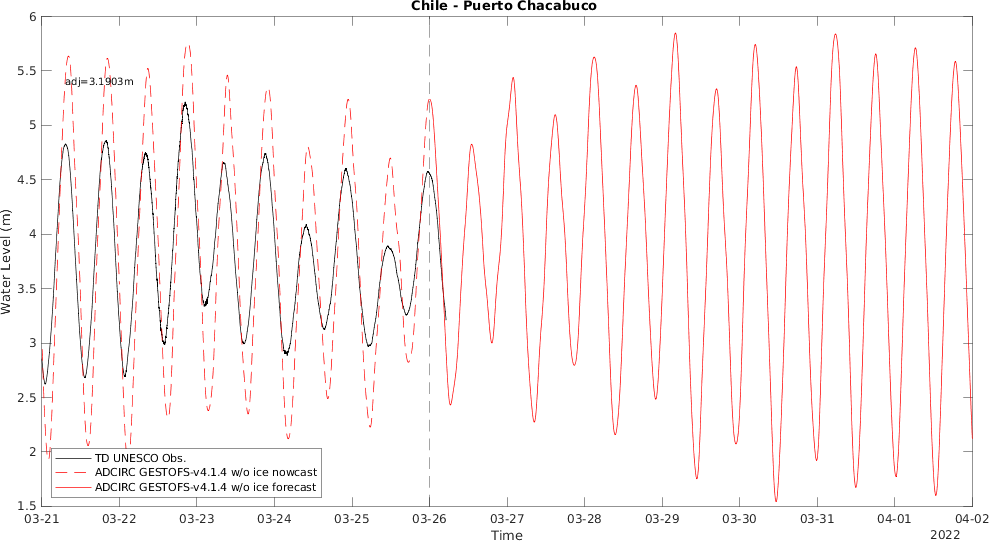 Chile - Puerto Chacabuco
6
5.5
5
4.5
4
3.5
3
2.5
2
1.5
Water Level (m)
adj=3.1903m
TD UNESCO Obs.
ADCIRC GESTOFS-v4.1.4 w/o ice nowcast
ADCIRC GESTOFS-v4.1.4 w/o ice forecast
03-21 03-22 03-23 03-24 03-25 03-26 03-27 03-28 03-29 03-30 03-31 04-01 04-02
Time
2022